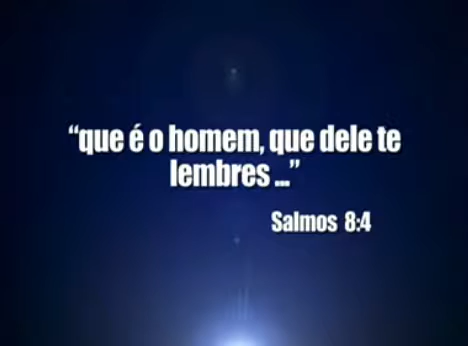 “que é o homem, que dele te
lembres ...”
Salmos 8:4